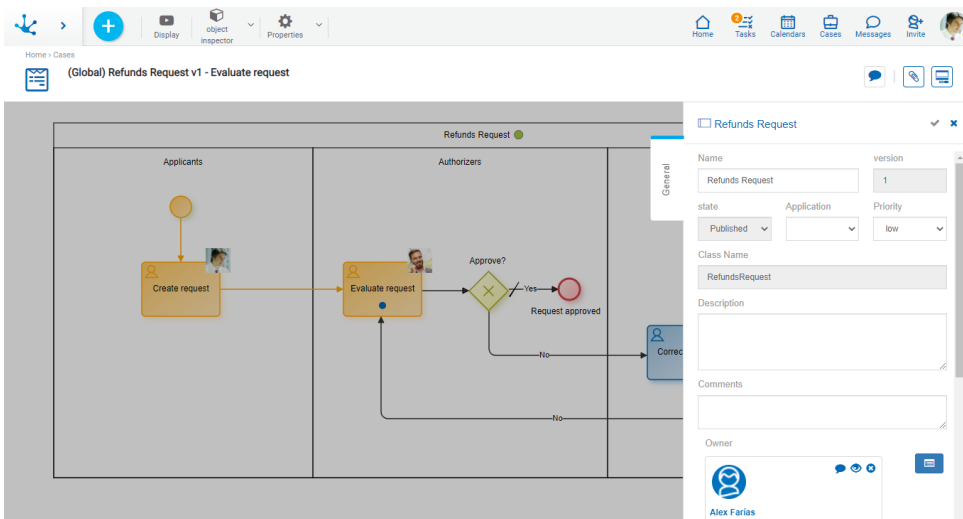 Display
object
inspector
Properties
Home
2
Tasks
Calendars
Cases
Messages
Invite
Home › Cases
(Global) Refunds Request v1 - Evaluate request
Refunds Request
Applicants
Authorizers
Create request
Evaluate request
Approve?
Yes
Request approved
No
Correc
No
General
Refunds Request
Name
version
Refunds Request
1
state
Application
Priority
Published
low
Class Name
RefundsRequest
Description
Comments
Owner
Alex Farías